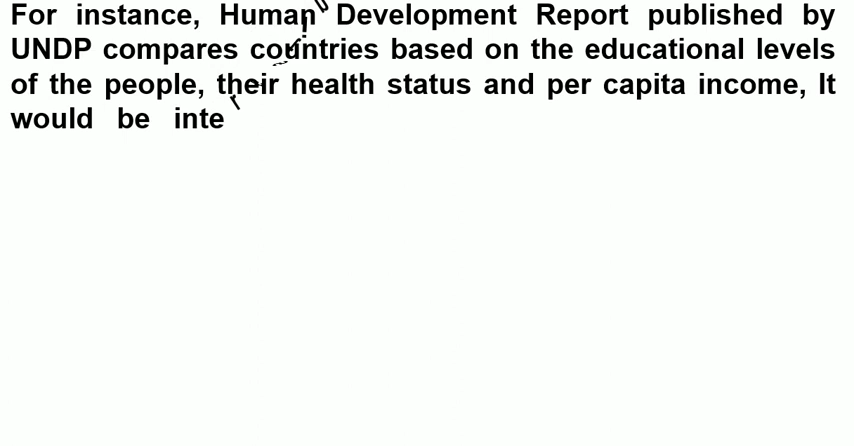 For instance, Human Development Report published by
UNDP compares countries based on the educational levels
of the people, their health status and per capita income, It
would be inte